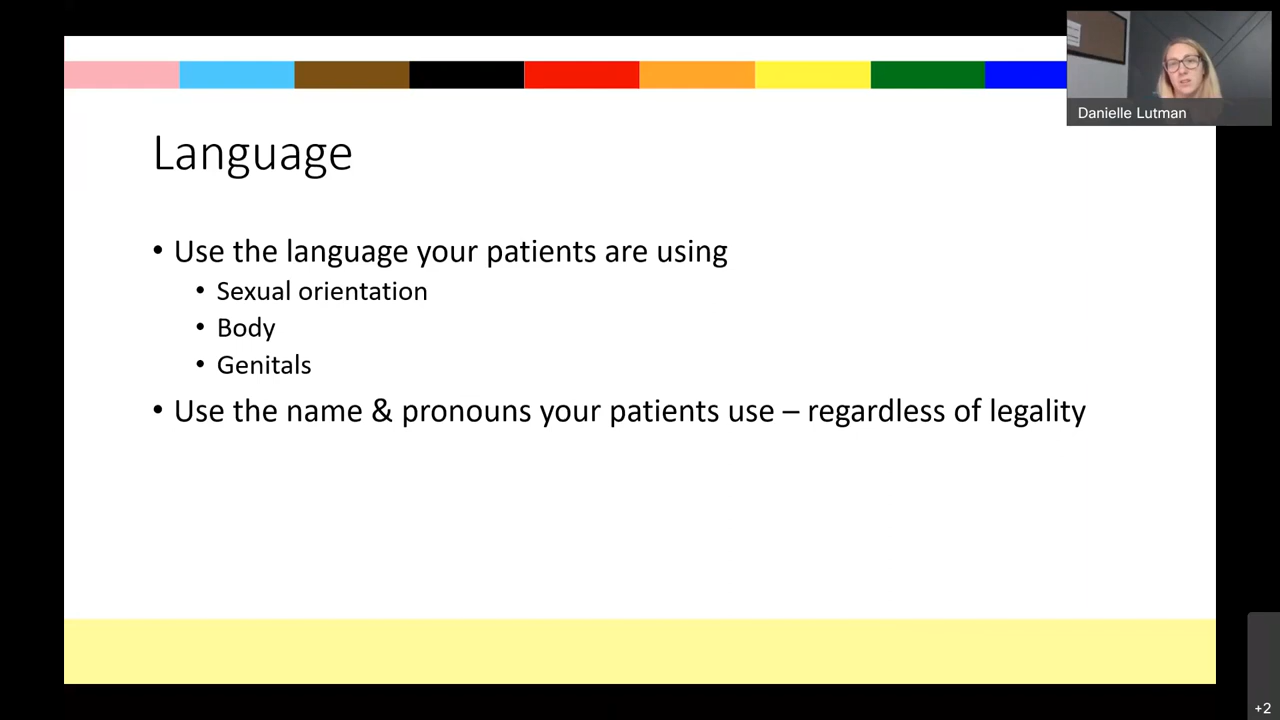 Danielle Lutman
Language
• Use the language your patients are using
• Sexual orientation
• Body
• Genitals
• Use the name & pronouns your patients use – regardless of legality
+2